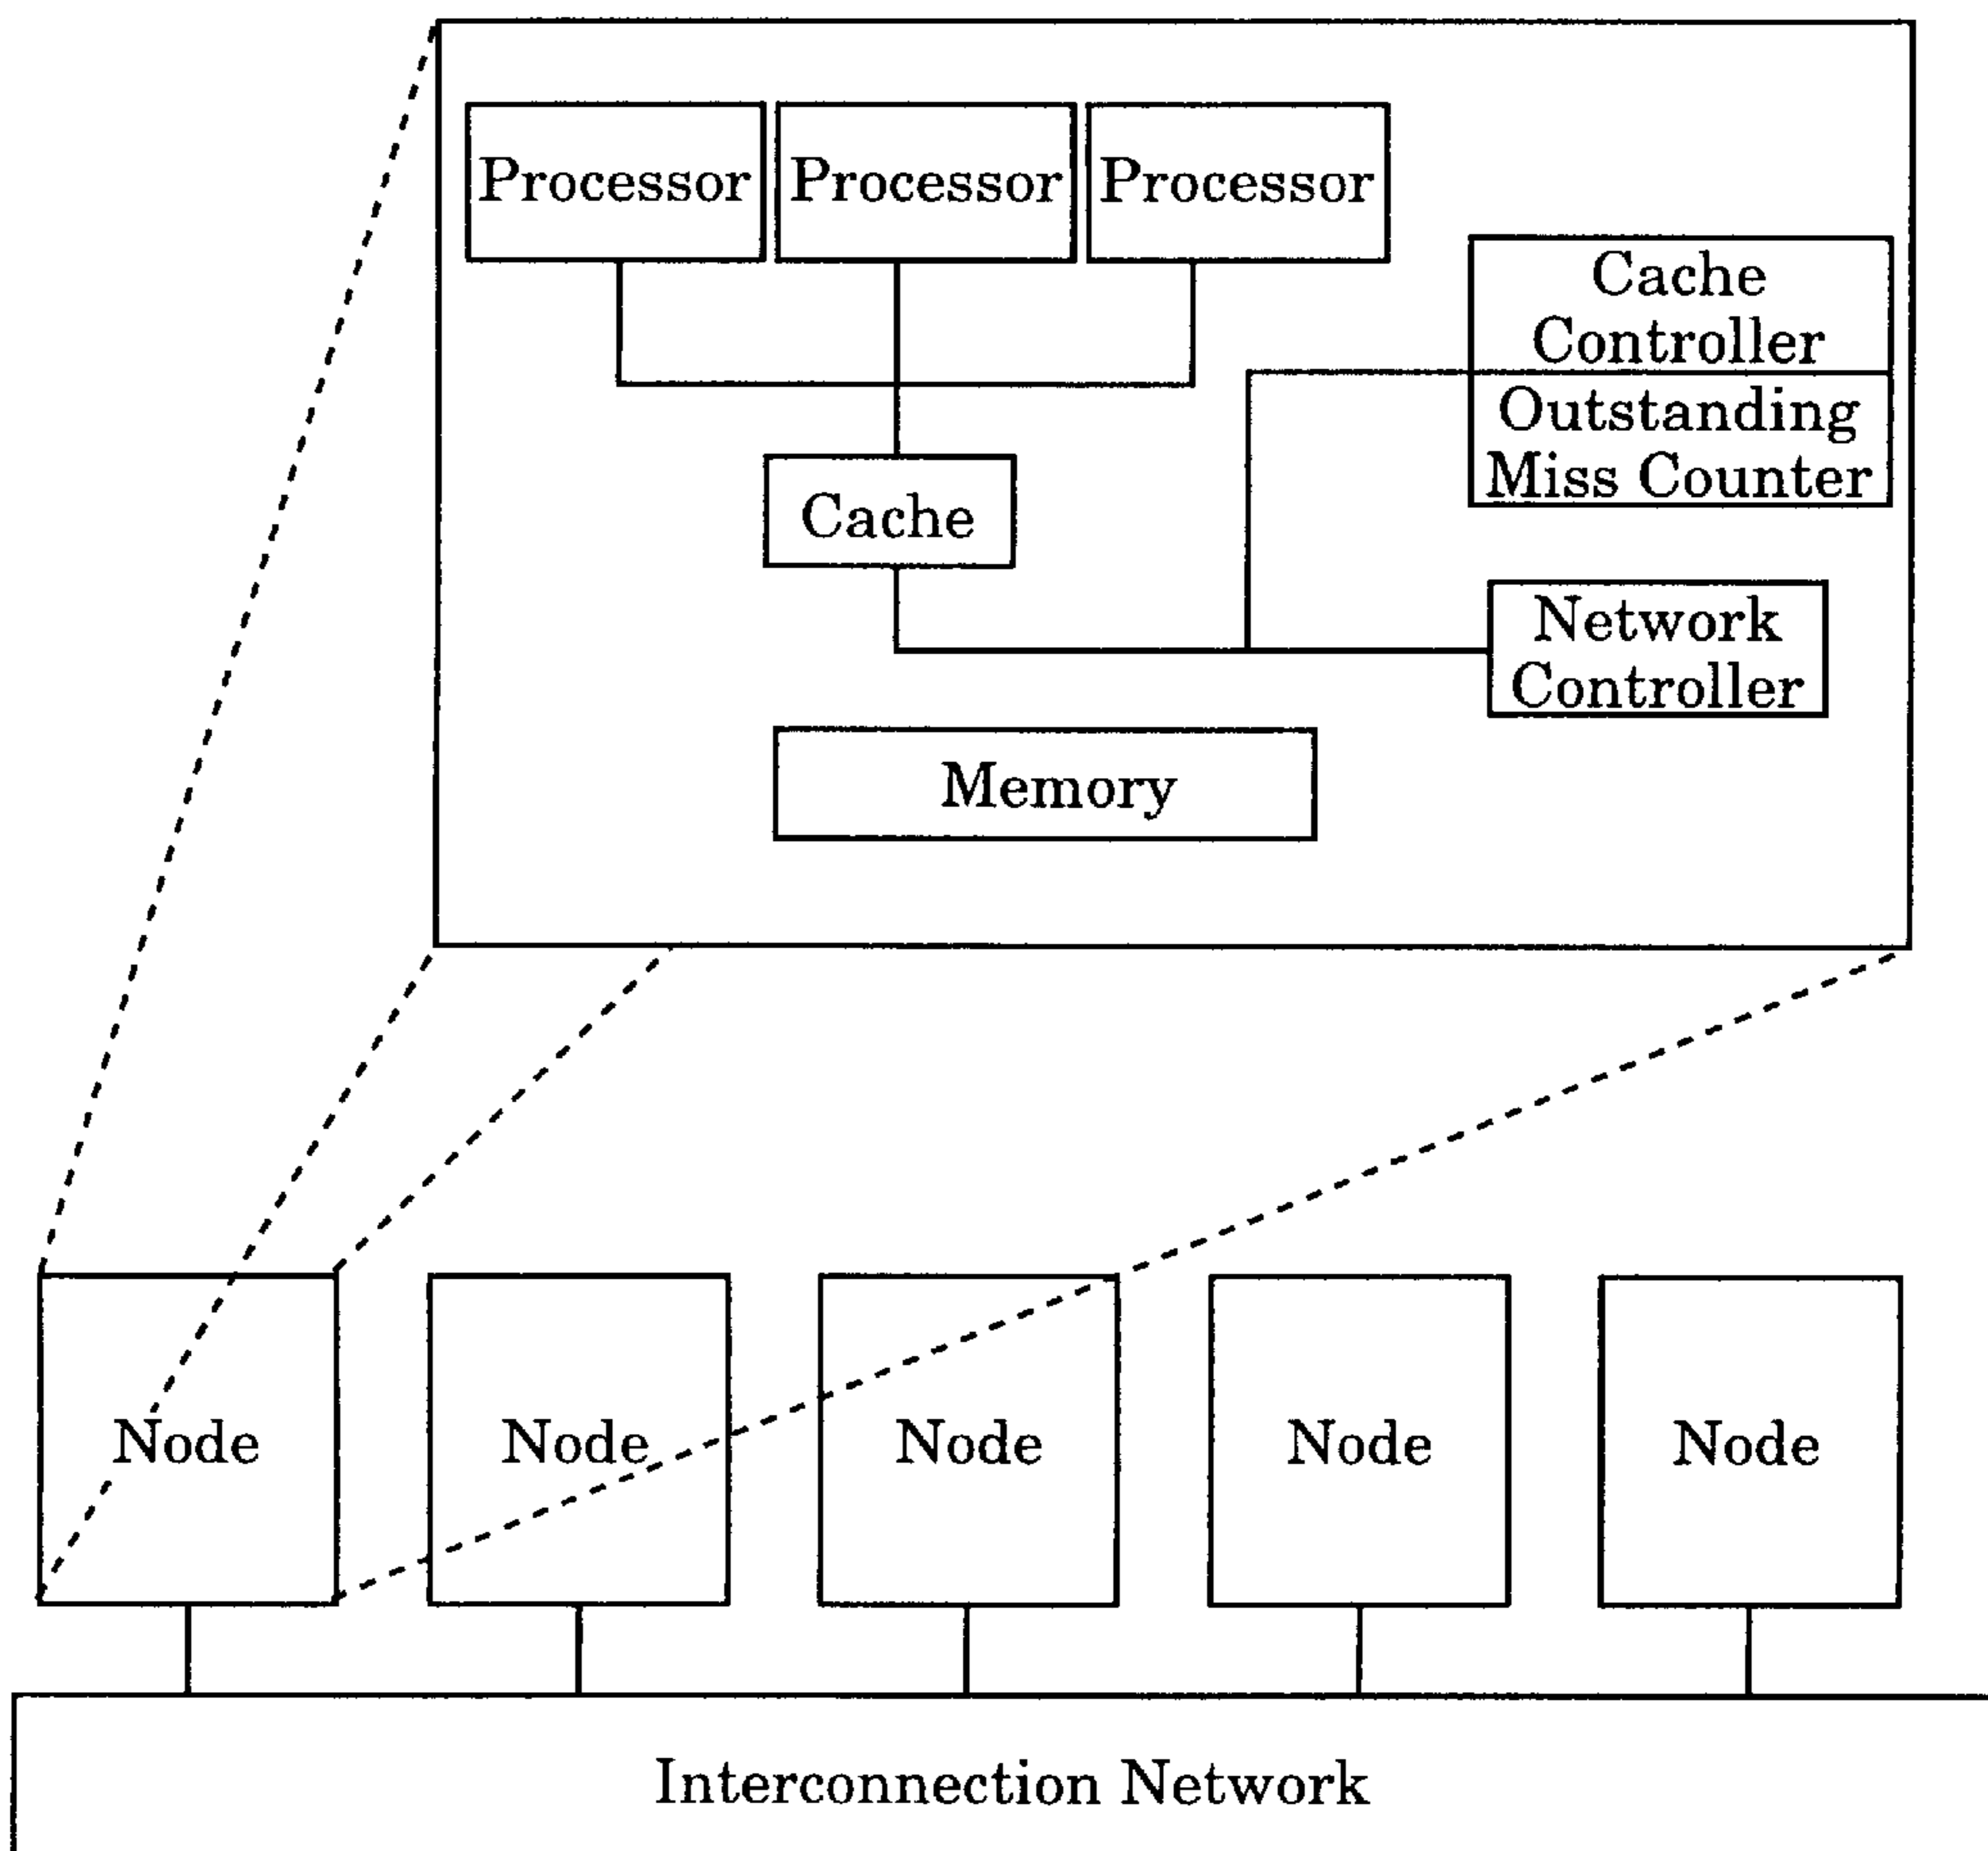 Processor
Processor
Processor
Cache
Controller
Outstanding
Miss Counter
Cache
Network
Controller
Memory
Node
Node
Node
Node
Node
Interconnection Network